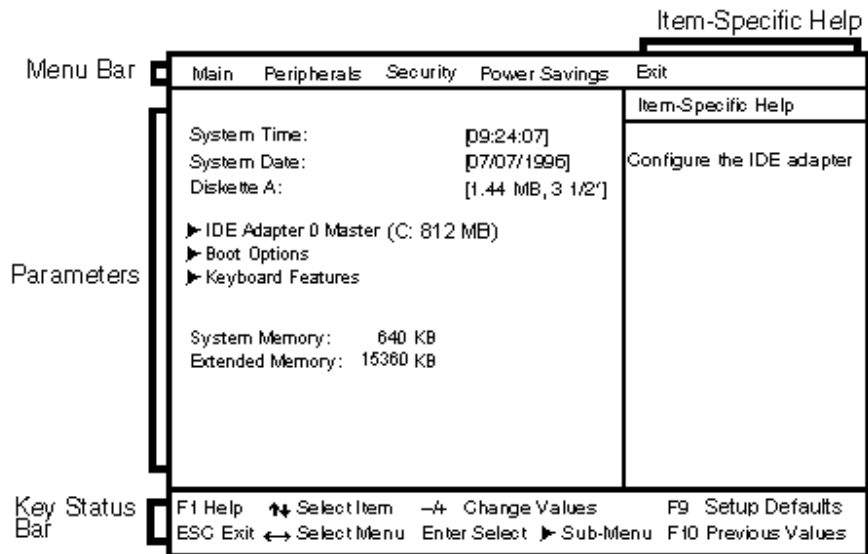 Item-Specific Help
Menu Bar
Main Peripherals Security Power Savings Exit
Item-Specific Help
System Time: [09:24:07]
System Date: [07/07/1996]
Configure the IDE adapter
Diskette A: [1.44 MB, 3 1/2"]
►IDE Adapter 0 Master (C: 812 MB)
►Boot Options
Parameters
►Keyboard Features
System Memory: 640 KB
Extended Memory: 15360 KB
Key Status Bar
F1 Help ↑↓ Select Item –/+ Change Values F9 Setup Defaults
ESC Exit ←→ Select Menu Enter Select ► Sub-Menu F10 Previous Values